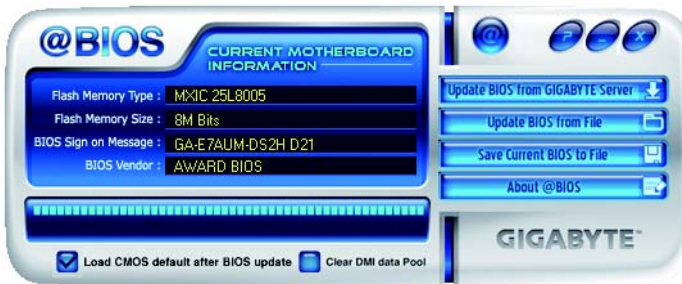 @BIOS
CURRENT MOTHERBOARD
INFORMATION
Flash Memory Type : MXIC 25L8005
Flash Memory Size : 8M Bits
BIOS Sign on Message : GA-E7AUM-DS2H D21
BIOS Vendor : AWARD BIOS
Load CMOS default after BIOS update
Clear DMI data Pool
@
? – X
Update BIOS from GIGABYTE Server
Update BIOS from File
Save Current BIOS to File
About @BIOS
GIGABYTE™